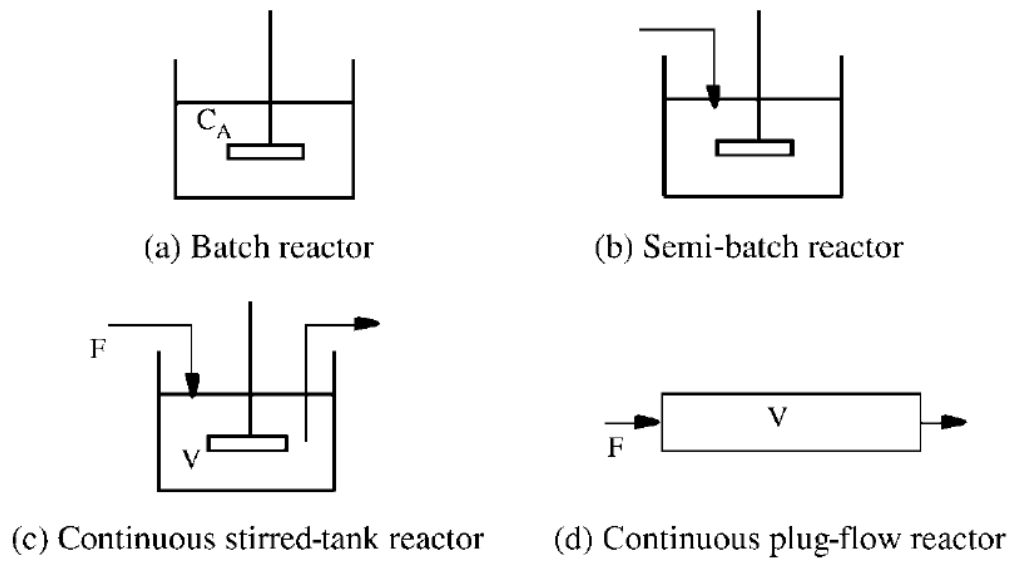 C_A
(a) Batch reactor
(b) Semi-batch reactor
F
V
(c) Continuous stirred-tank reactor
V
F
(d) Continuous plug-flow reactor